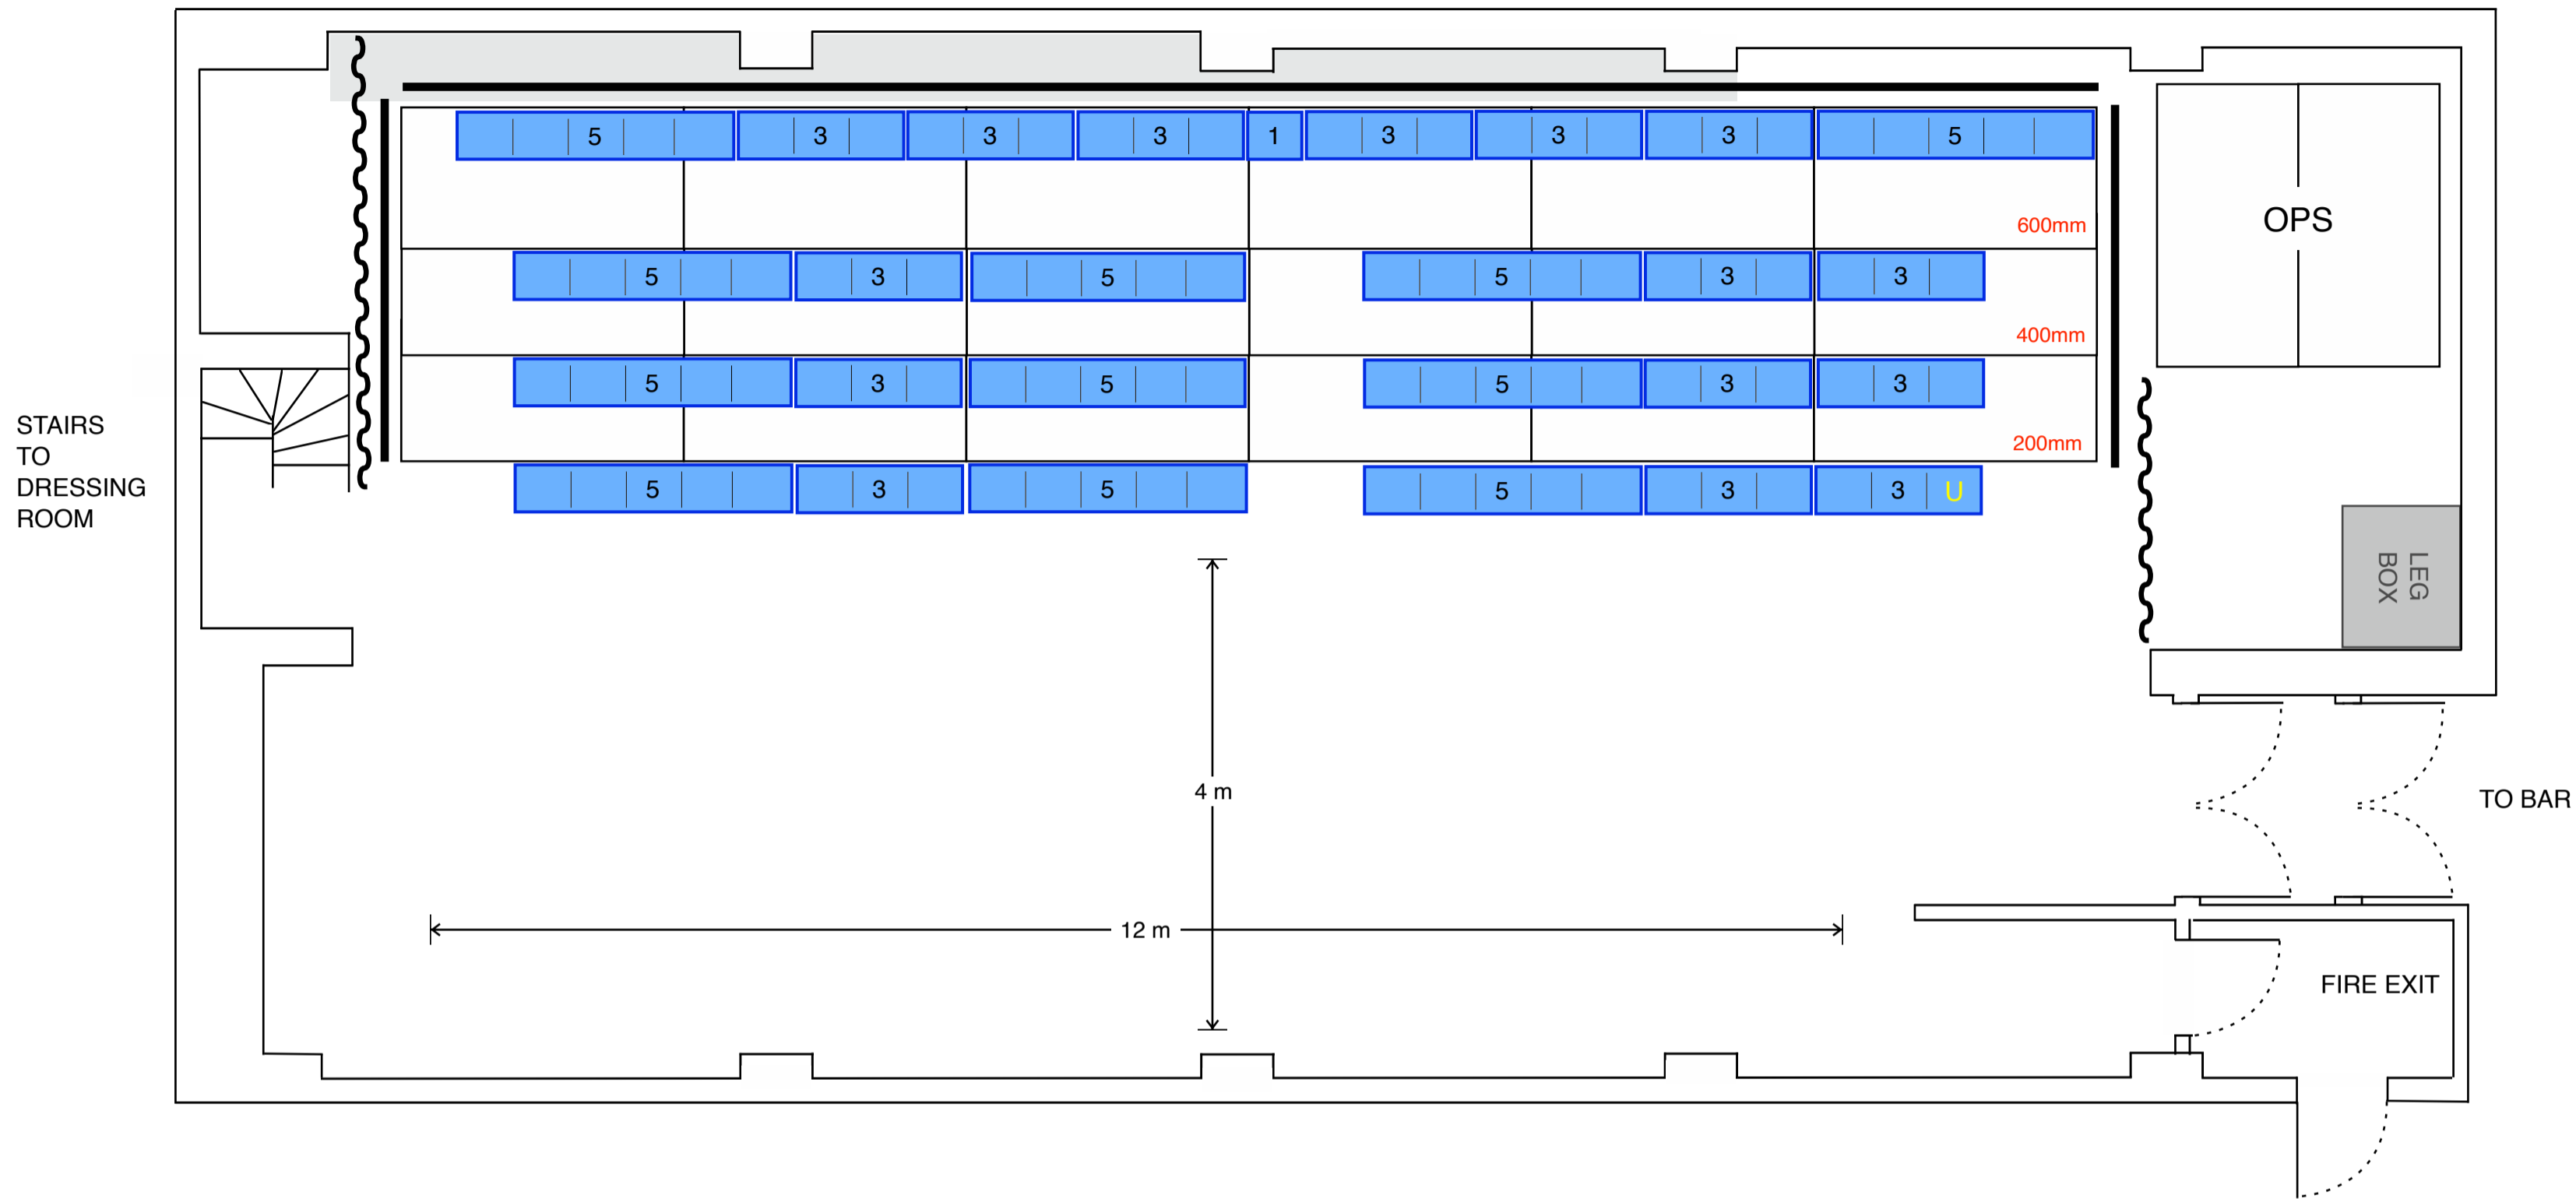 5 3 3 3 1 3 3 3 5
600mm
OPS
5 3 5 5 3 3
400mm
5 3 5 5 3 3
200mm
5 3 5 5 3 3 U
STAIRS
TO
DRESSING
ROOM
LEG
BOX
4 m
TO BAR
12 m
FIRE EXIT